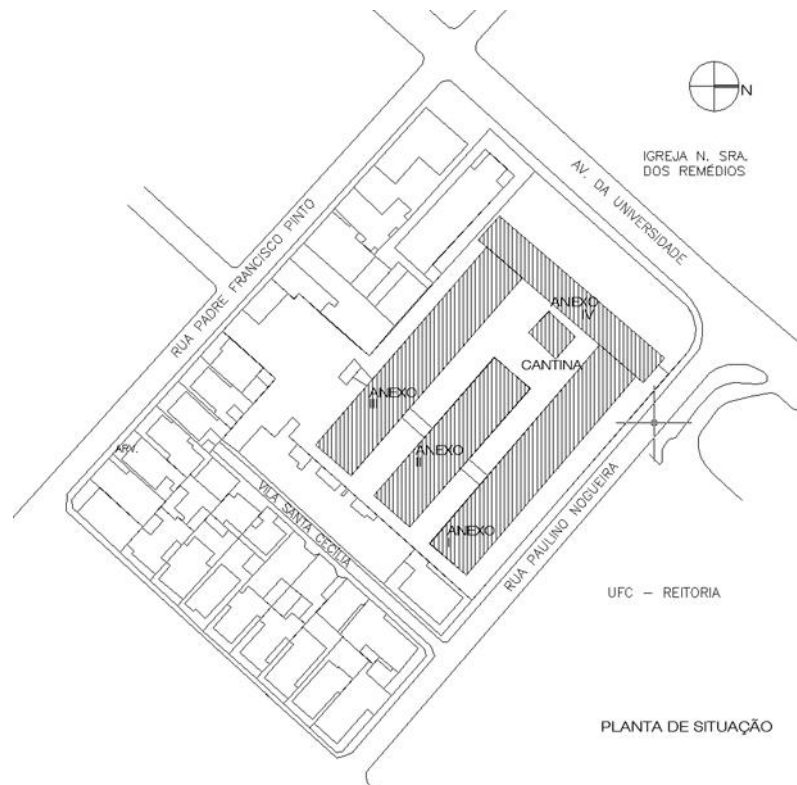 N
IGREJA N. SRA.
DOS REMÉDIOS
AV. DA UNIVERSIDADE
RUA PADRE FRANCISCO PINTO
ANEXO
IV
CANTINA
ANEXO
III
ANEXO
II
ARV.
VILA SANTA CECÍLIA
ANEXO
I
RUA PAULINO NOGUEIRA
UFC – REITORIA
PLANTA DE SITUAÇÃO